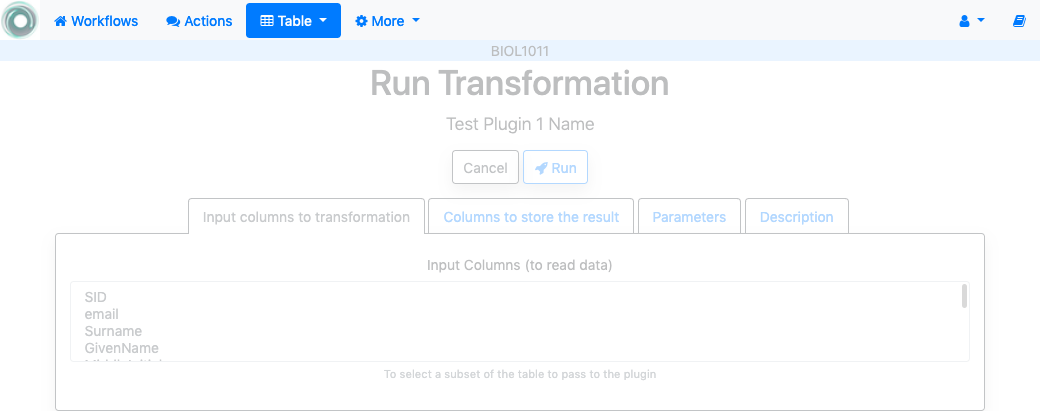 Workflows Actions Table More
BIOL1011
Run Transformation
Test Plugin 1 Name
Cancel Run
Input columns to transformation Columns to store the result Parameters Description
Input Columns (to read data)
SID
email
Surname
GivenName
To select a subset of the table to pass to the plugin